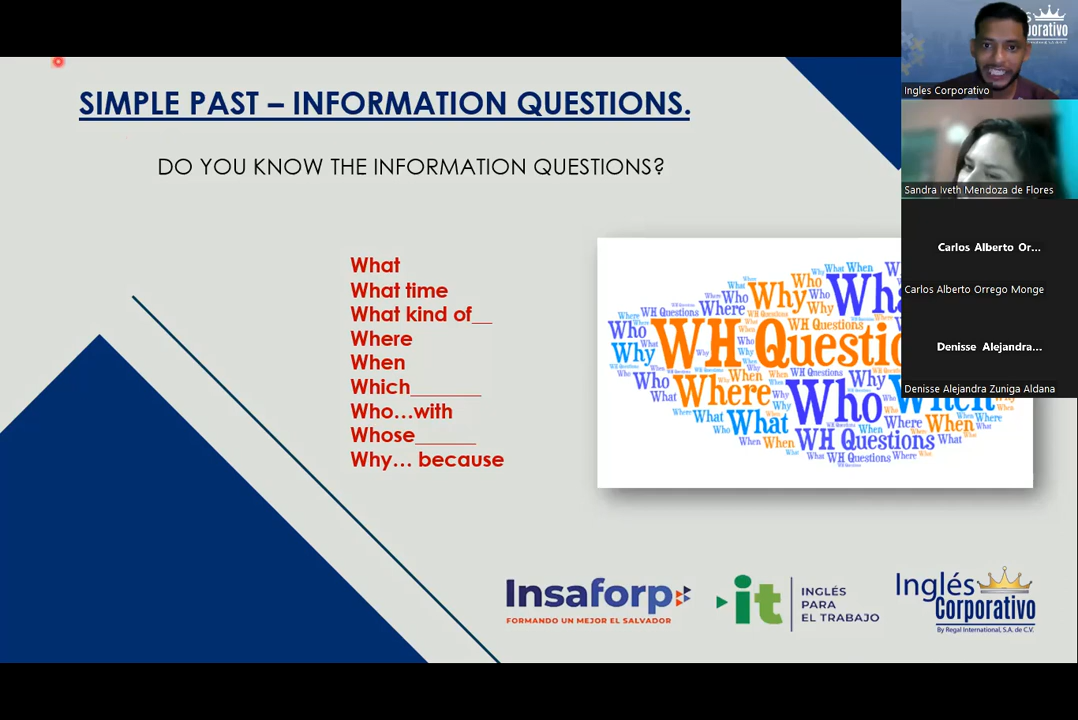 SIMPLE PAST – INFORMATION QUESTIONS.
DO YOU KNOW THE INFORMATION QUESTIONS?
What
What time
What kind of__
Where
When
Which_______
Who…with
Whose______
Why… because
WH Questio
Who
Why
Where
What
Who
When
Why
WH Questions
Insaforp
FORMANDO UN MEJOR EL SALVADOR
it
INGLÉS
PARA
EL TRABAJO
Inglés
Corporativo
By Regal International, S.A. de C.V.
Ingles Corporativo
Sandra Iveth Mendoza de Flores
Carlos Alberto Or...
Carlos Alberto Orrego Monge
Denisse Alejandra...
Denisse Alejandra Zuniga Aldana